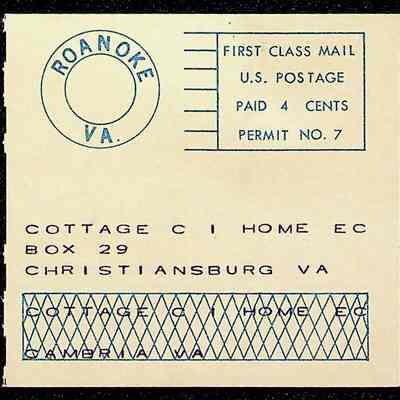 ROANOKE
VA.
FIRST CLASS MAIL
U.S. POSTAGE
PAID 4 CENTS
PERMIT NO. 7
COTTAGE C I HOME EC
BOX 29
CHRISTIANSBURG VA
COTTAGE C I HOME EC
CAMBRIA VA